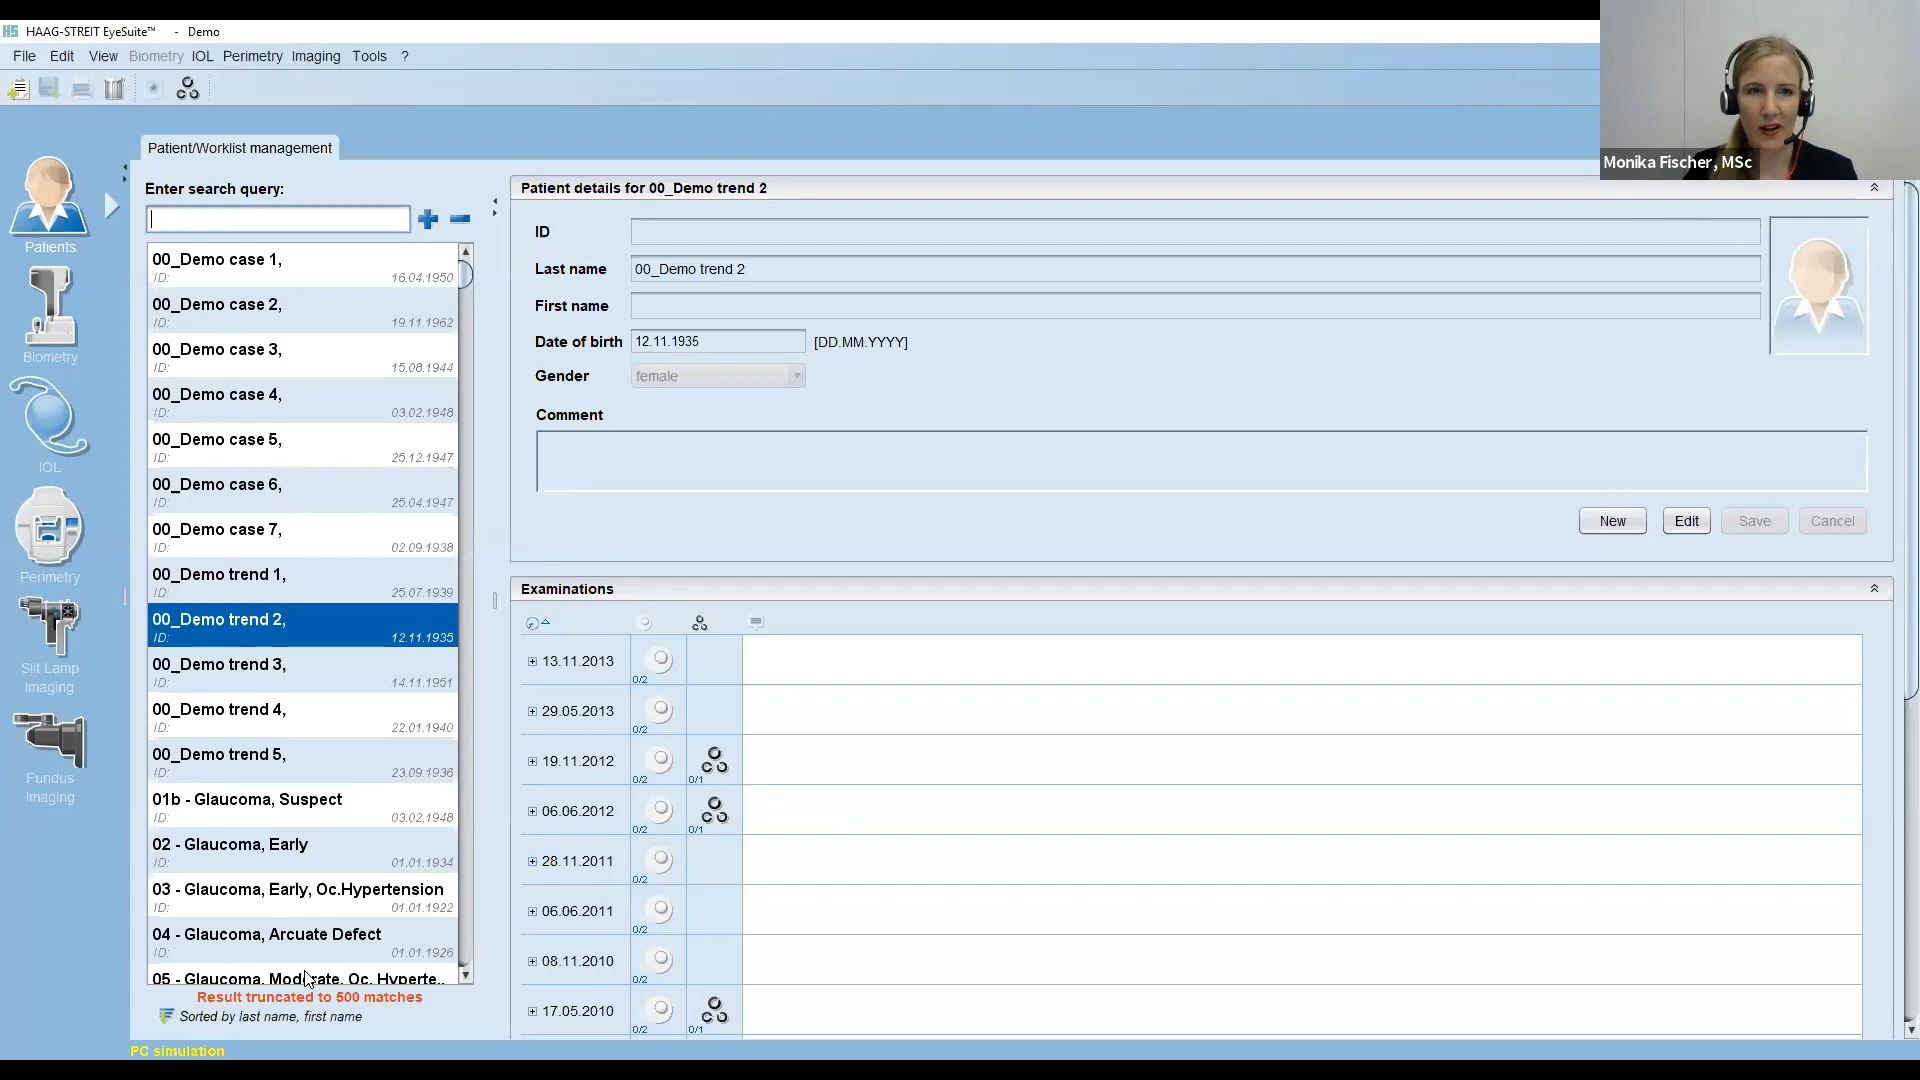 HAAG-STREIT EyeSuite™ - Demo
File Edit View Biometry IOL Perimetry Imaging Tools ?
Monika Fischer, MSc
Patients
Biometry
IOL
Perimetry
Slit Lamp
Imaging
Fundus
Imaging
Patient/Worklist management
Enter search query:
00_Demo case 1,
ID: 16.04.1950
00_Demo case 2,
ID: 19.11.1962
00_Demo case 3,
ID: 15.08.1944
00_Demo case 4,
ID: 03.02.1948
00_Demo case 5,
ID: 25.12.1947
00_Demo case 6,
ID: 25.04.1947
00_Demo case 7,
ID: 02.09.1938
00_Demo trend 1,
ID: 25.07.1939
00_Demo trend 2,
ID: 12.11.1935
00_Demo trend 3,
ID: 14.11.1951
00_Demo trend 4,
ID: 22.01.1940
00_Demo trend 5,
ID: 23.09.1936
01b - Glaucoma, Suspect
ID: 03.02.1948
02 - Glaucoma, Early
ID: 01.01.1934
03 - Glaucoma, Early, Oc.Hypertension
ID: 01.01.1922
04 - Glaucoma, Arcuate Defect
ID: 01.01.1926
05 - Glaucoma, Moderate, Oc. Hyperte..
Result truncated to 500 matches
Sorted by last name, first name
PC simulation
Patient details for 00_Demo trend 2
ID
Last name 00_Demo trend 2
First name
Date of birth 12.11.1935 [DD.MM.YYYY]
Gender female
Comment
New Edit Save Cancel
Examinations
13.11.2013 0/2
29.05.2013 0/2
19.11.2012 0/2 0/1
06.06.2012 0/2 0/1
28.11.2011 0/2
06.06.2011 0/2
08.11.2010 0/2
17.05.2010 0/2 0/1